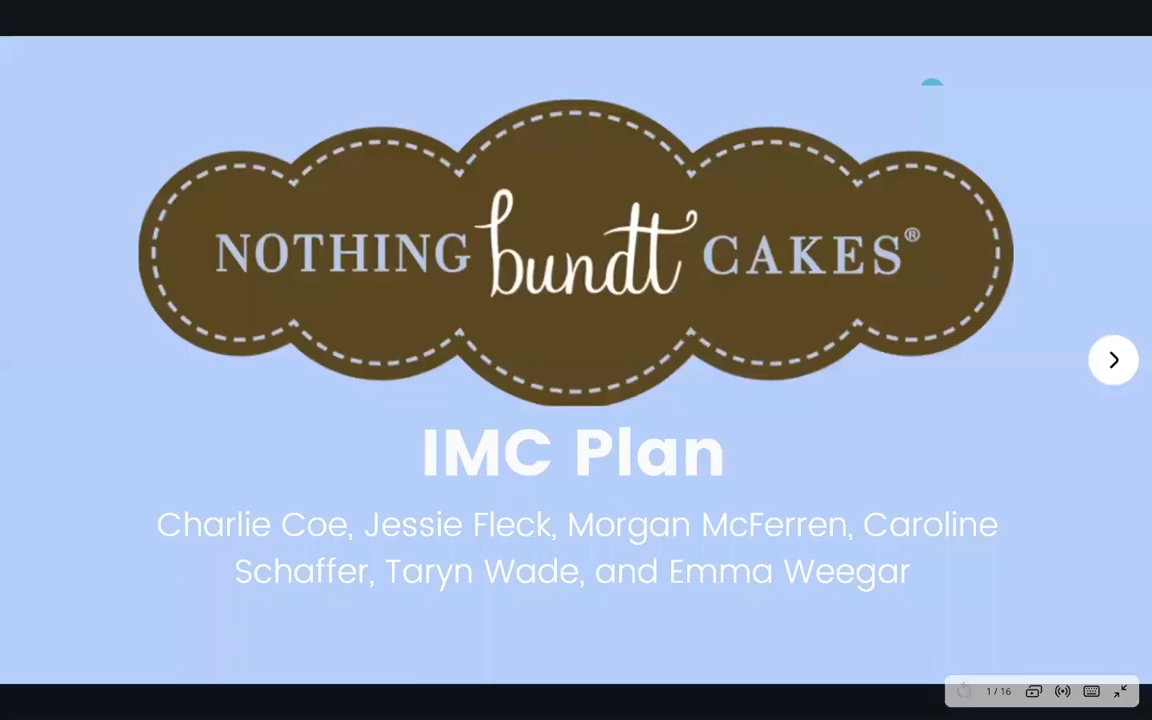 NOTHING bundt CAKES®
IMC Plan
Charlie Coe, Jessie Fleck, Morgan McFerren, Caroline
Schaffer, Taryn Wade, and Emma Weegar
1 / 16